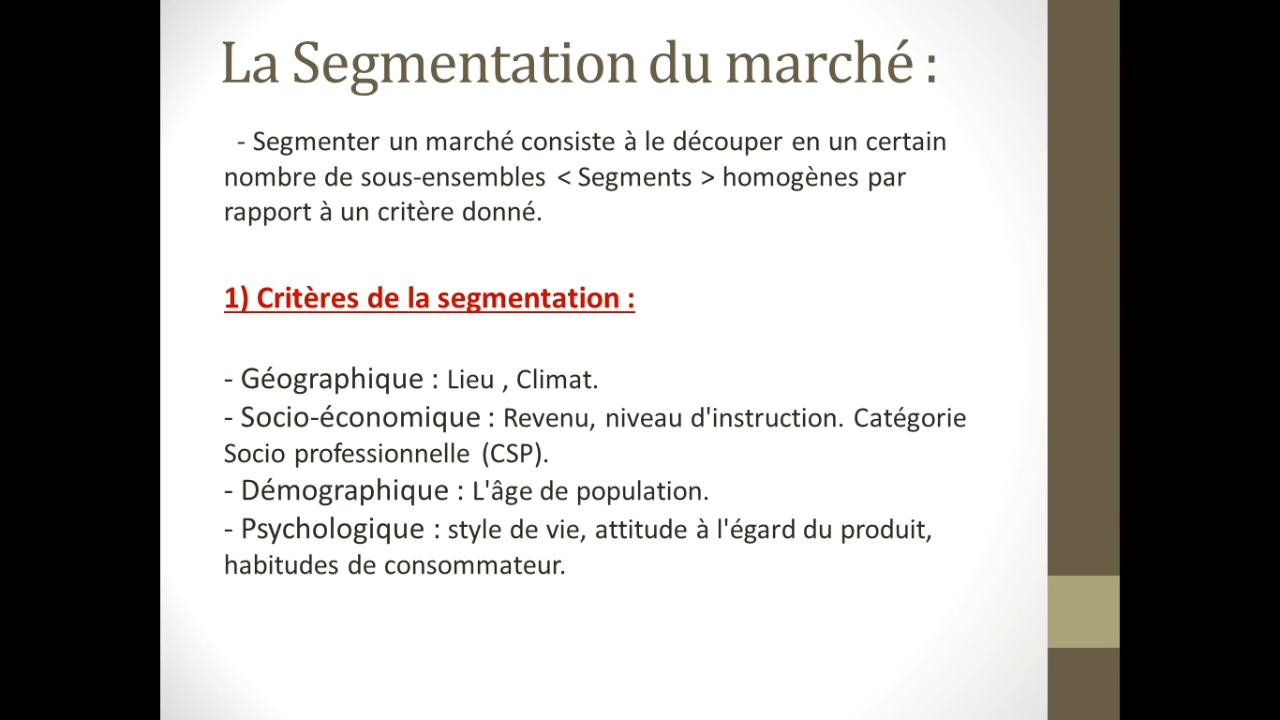 La Segmentation du marché :
- Segmenter un marché consiste à le découper en un certain
nombre de sous-ensembles < Segments > homogènes par
rapport à un critère donné.
1) Critères de la segmentation :
- Géographique : Lieu , Climat.
- Socio-économique : Revenu, niveau d'instruction. Catégorie
Socio professionnelle (CSP).
- Démographique : L'âge de population.
- Psychologique : style de vie, attitude à l'égard du produit,
habitudes de consommateur.